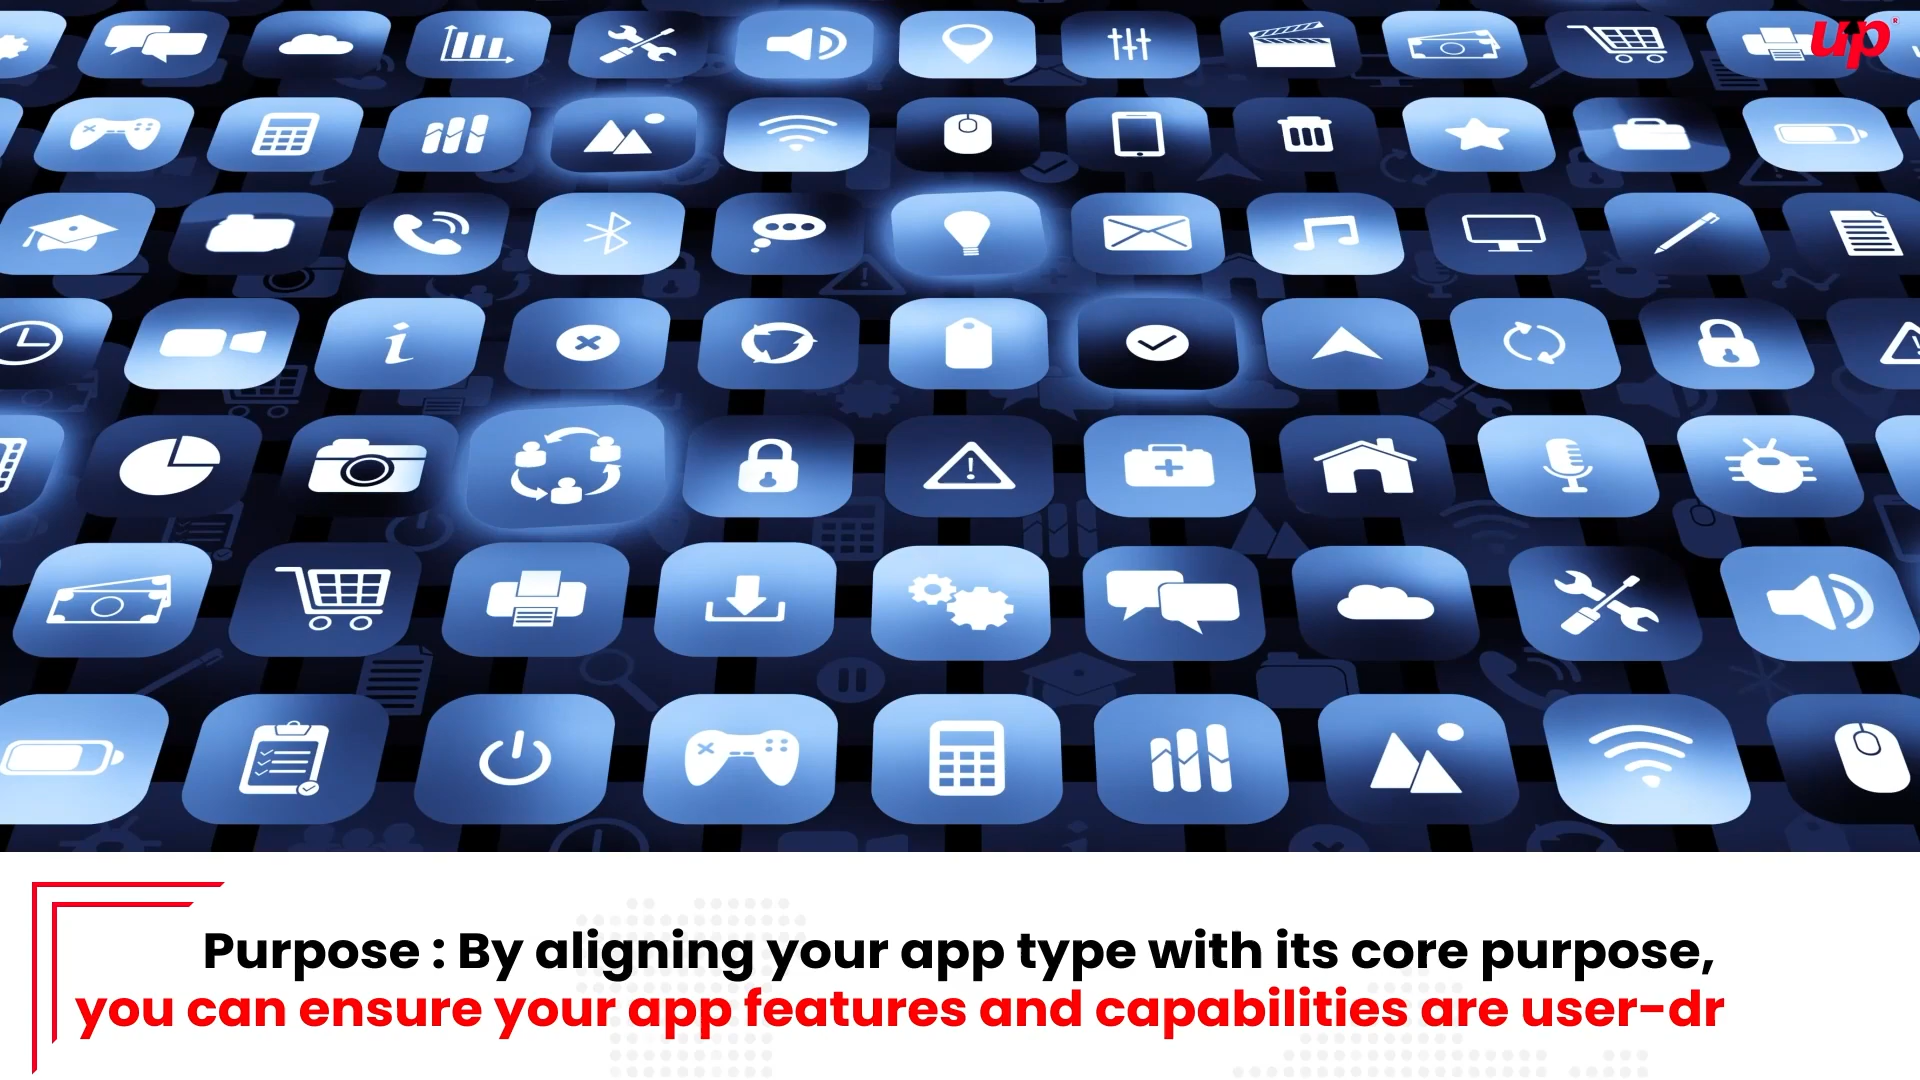 up
Purpose : By aligning your app type with its core purpose,
you can ensure your app features and capabilities are user-dr